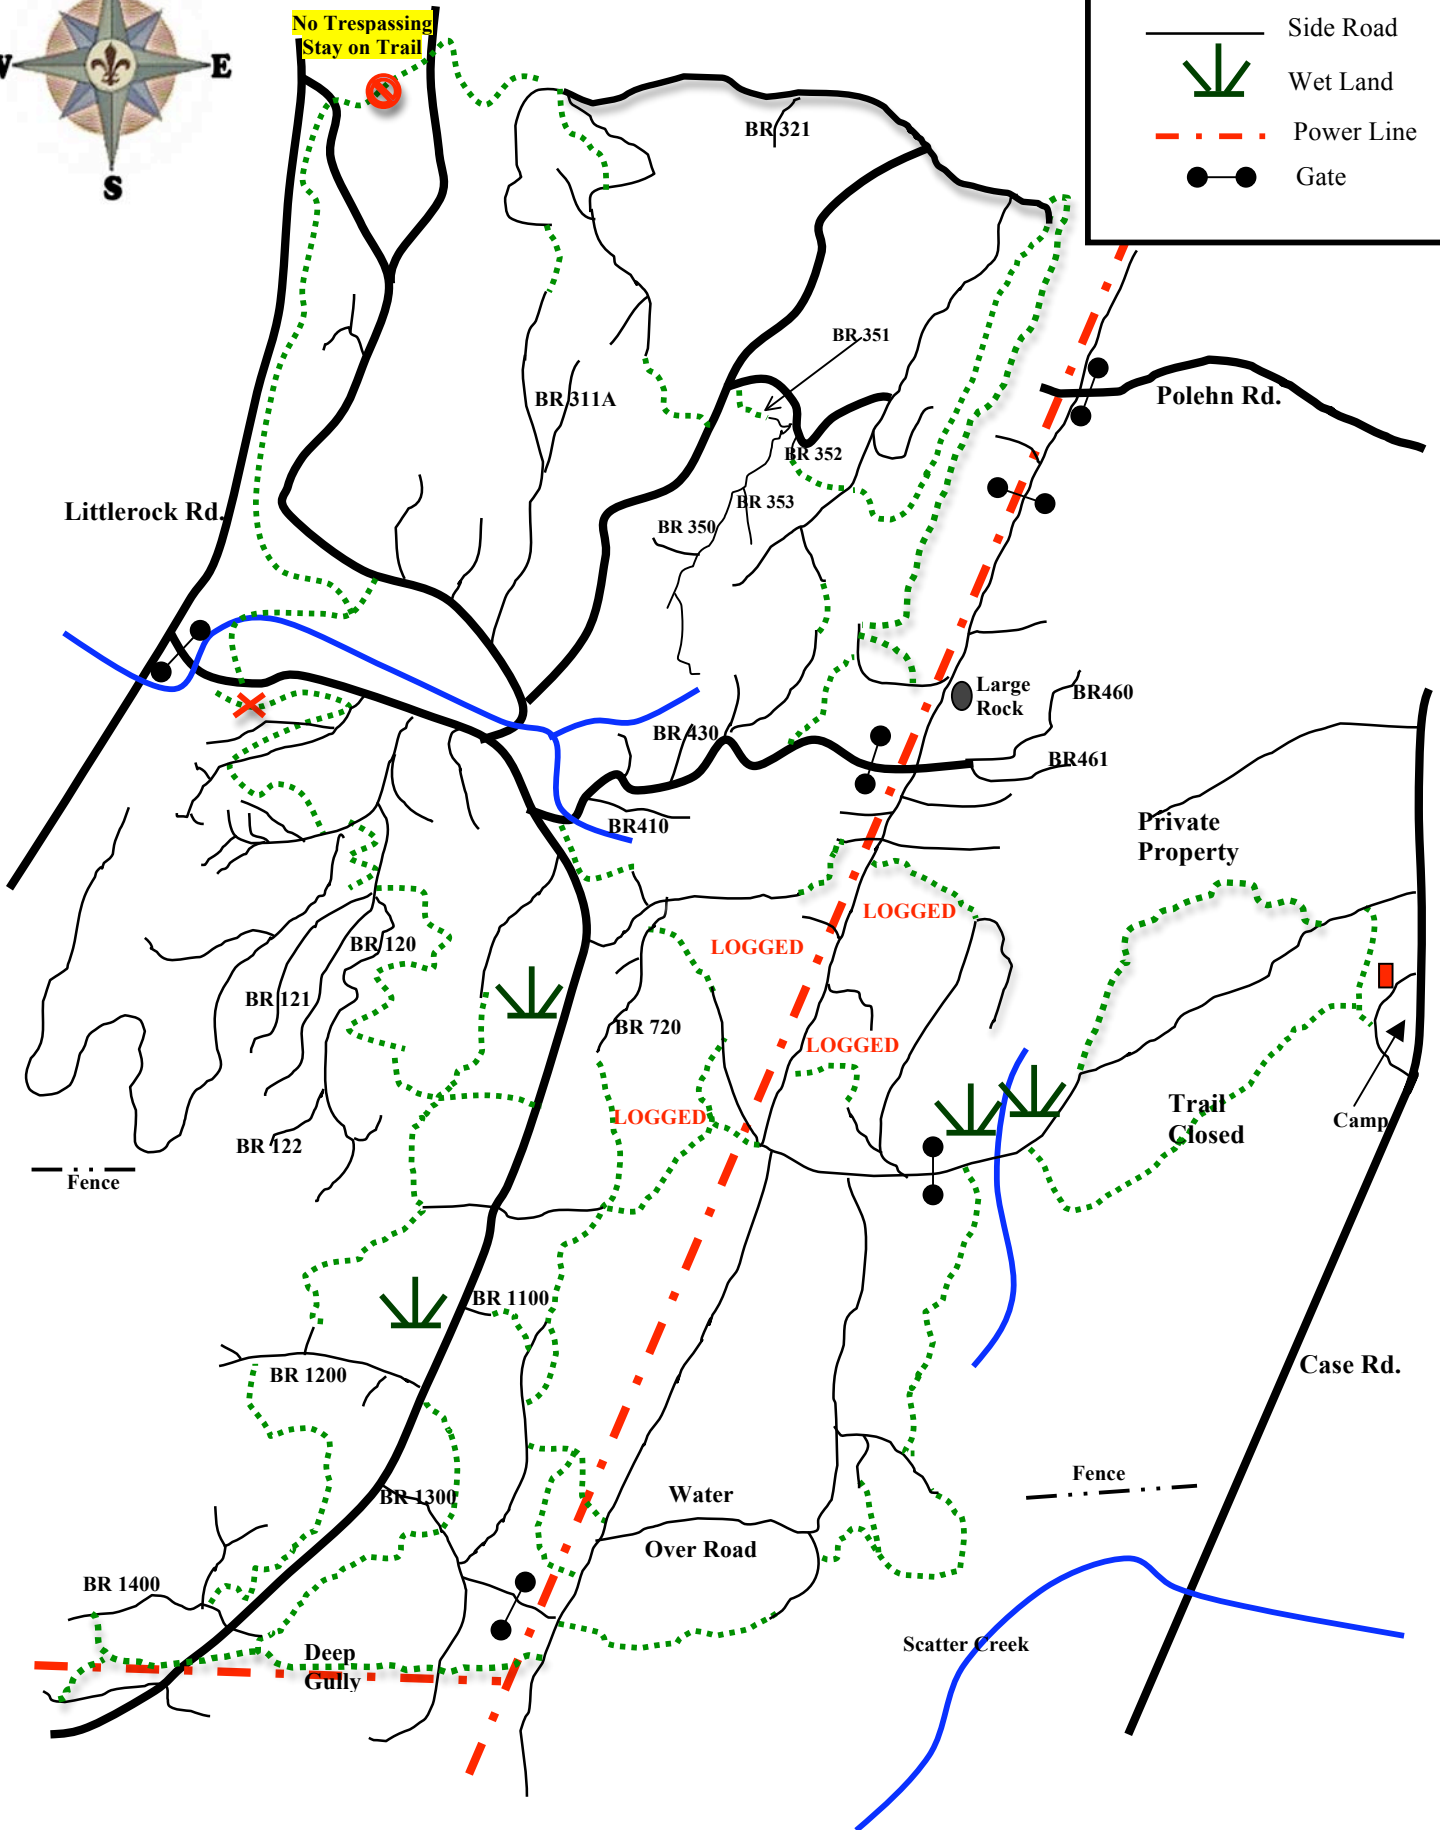 No Trespassing
Stay on Trail
E
S
Side Road
Wet Land
Power Line
Gate
BR 321
BR 351
BR 311A
Polehn Rd.
BR 352
BR 353
BR 350
Littlerock Rd.
Large
Rock
BR460
BR 430
BR461
BR410
Private
Property
LOGGED
LOGGED
BR 120
BR 121
BR 720
LOGGED
LOGGED
Trail
Closed
Camp
BR 122
Fence
BR 1100
Case Rd.
BR 1200
Fence
Water
BR 1300
Over Road
BR 1400
Scatter Creek
Deep
Gully